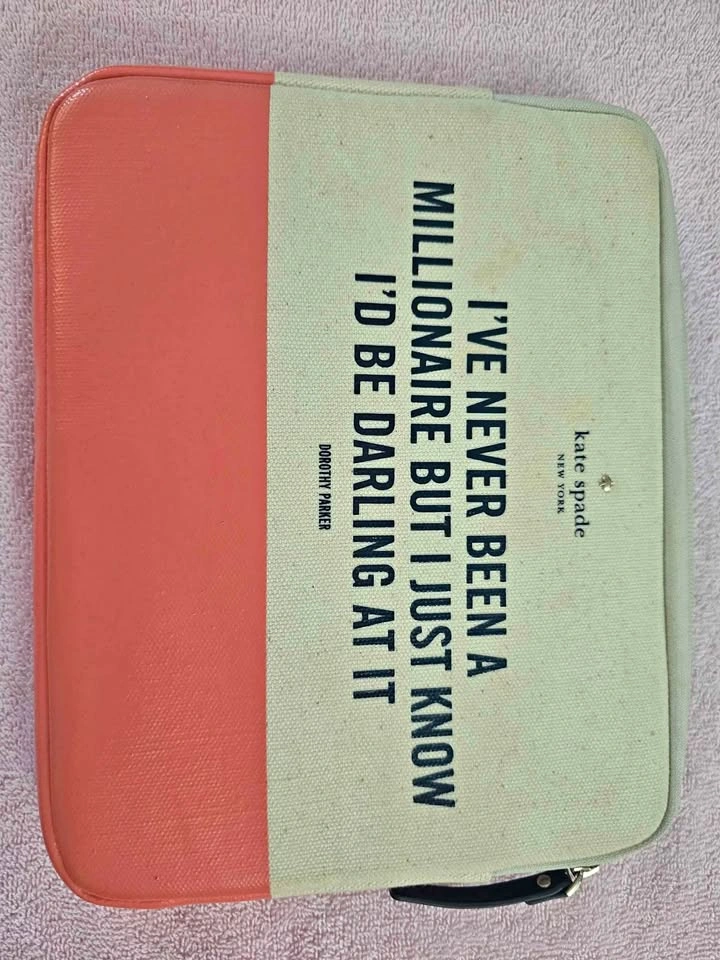 kate spade
NEW YORK
I'VE NEVER BEEN A
MILLIONAIRE BUT I JUST KNOW
I'D BE DARLING AT IT
DOROTHY PARKER